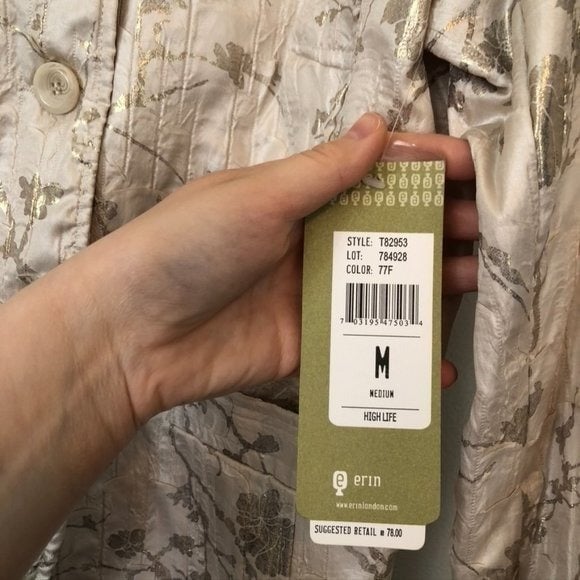 STYLE: T82953
LOT: 784928
COLOR: 77F
7 03195 47503 4
M
MEDIUM
HIGH LIFE
e erin
www.erinlondon.com
SUGGESTED RETAIL 78.00